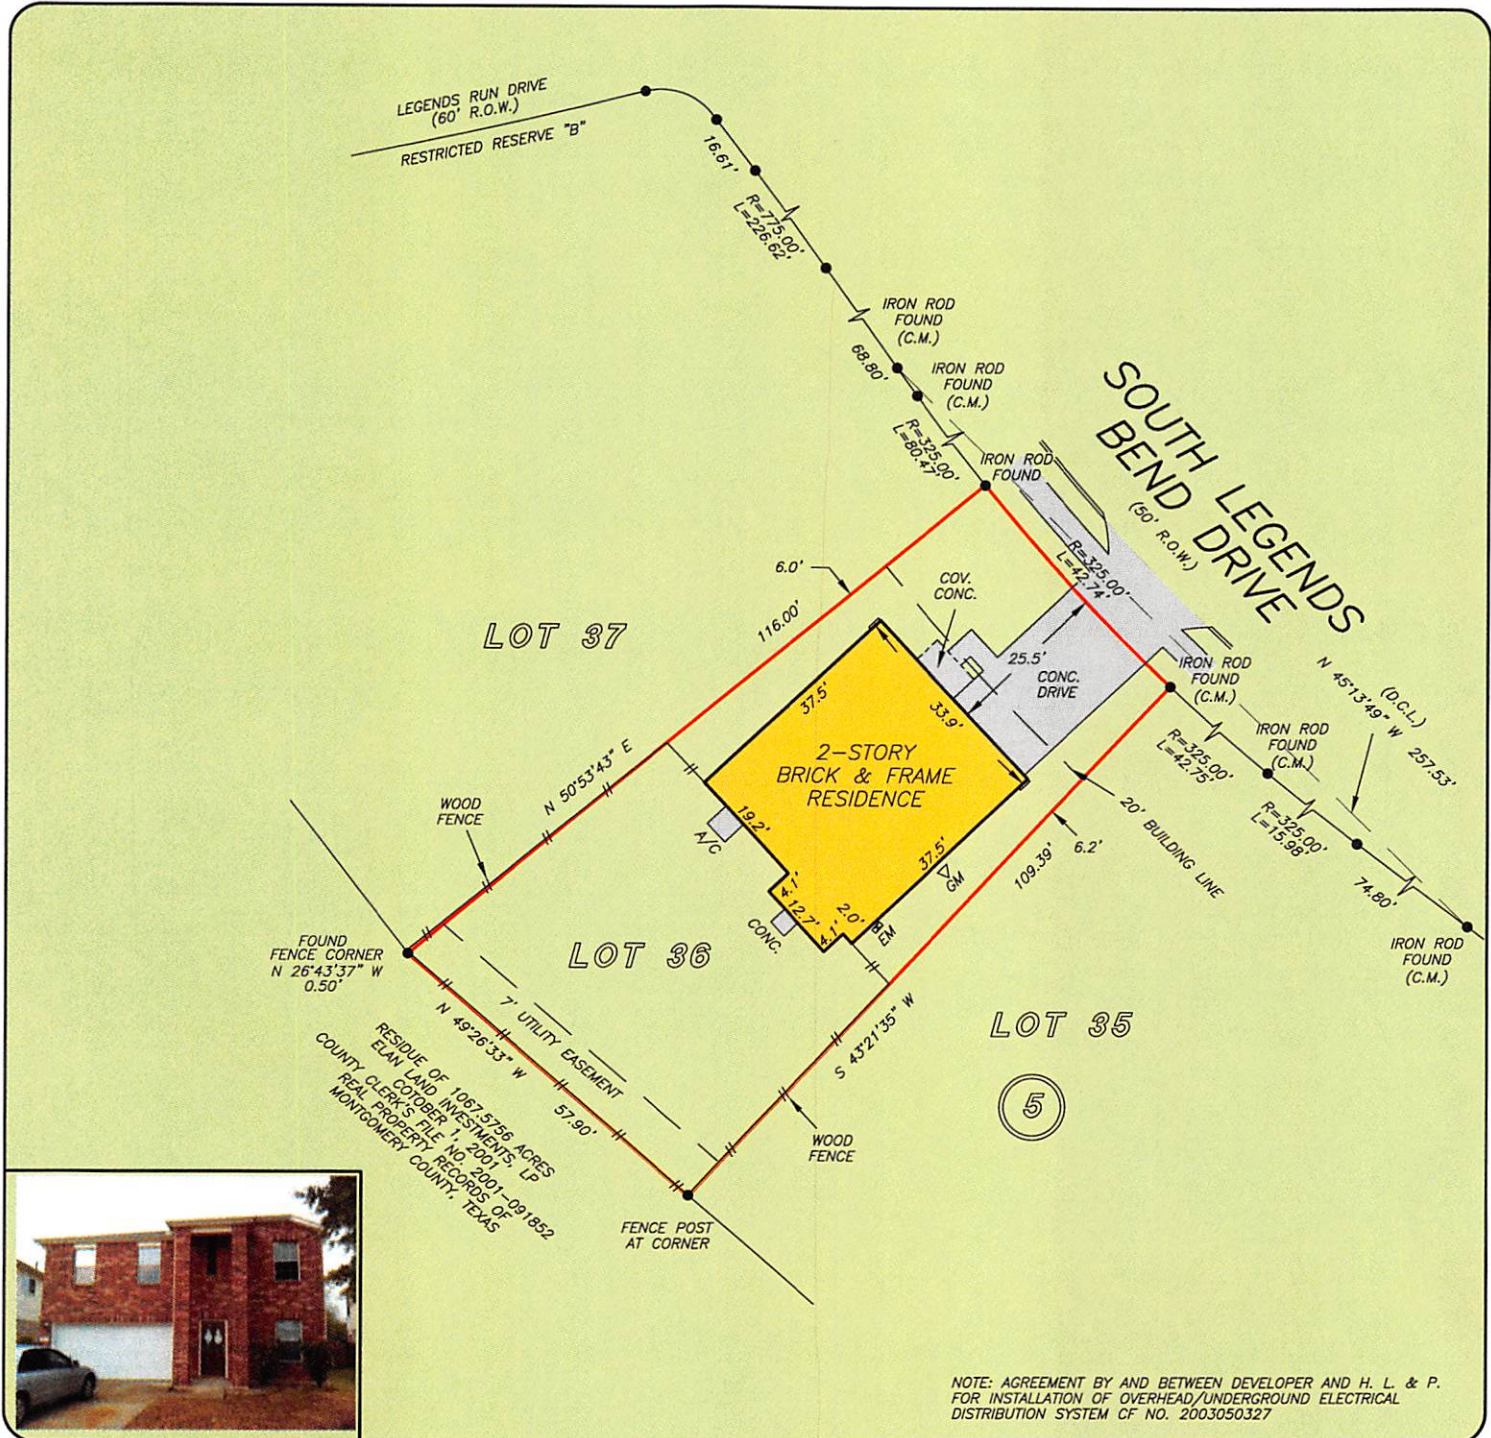 LEGENDS RUN DRIVE
(60' R.O.W.)
RESTRICTED RESERVE "B"
16.61'
R=775.00'
L=226.62'
IRON ROD
FOUND
(C.M.)
68.80'
IRON ROD
FOUND
(C.M.)
R=325.00'
L=80.47'
IRON ROD
FOUND
SOUTH LEGENDS
BEND DRIVE
(50' R.O.W.)
R=325.00'
L=42.74'
6.0'
COV.
CONC.
116.00'
LOT 37
25.5'
CONC.
DRIVE
IRON ROD
FOUND
(C.M.)
N 45°13'49" W 257.53'
(D.C.L.)
37.5'
33.9'
2-STORY
BRICK & FRAME
RESIDENCE
R=325.00'
L=42.75'
IRON ROD
FOUND
(C.M.)
N 50°53'43" E
WOOD
FENCE
19.2'
A/C
20' BUILDING LINE
R=325.00'
L=15.98'
6.2'
109.39'
37.5'
GM
74.80'
4.1'
12.7'
2.0'
4.1'
EM
CONC.
FOUND
FENCE CORNER
N 26°43'37" W
0.50'
LOT 36
IRON ROD
FOUND
(C.M.)
N 49°26'33" W
7' UTILITY EASEMENT
S 43°21'35" W
LOT 35
5
57.90'
RESIDUE OF 1067.5756 ACRES
ELAN LAND INVESTMENTS, LP
COTOBER 1, 2001
COUNTY CLERK'S FILE NO. 2001-091852
REAL PROPERTY RECORDS OF
MONTGOMERY COUNTY, TEXAS
WOOD
FENCE
FENCE POST
AT CORNER
NOTE: AGREEMENT BY AND BETWEEN DEVELOPER AND H. L. & P.
FOR INSTALLATION OF OVERHEAD/UNDERGROUND ELECTRICAL
DISTRIBUTION SYSTEM CF NO. 2003050327